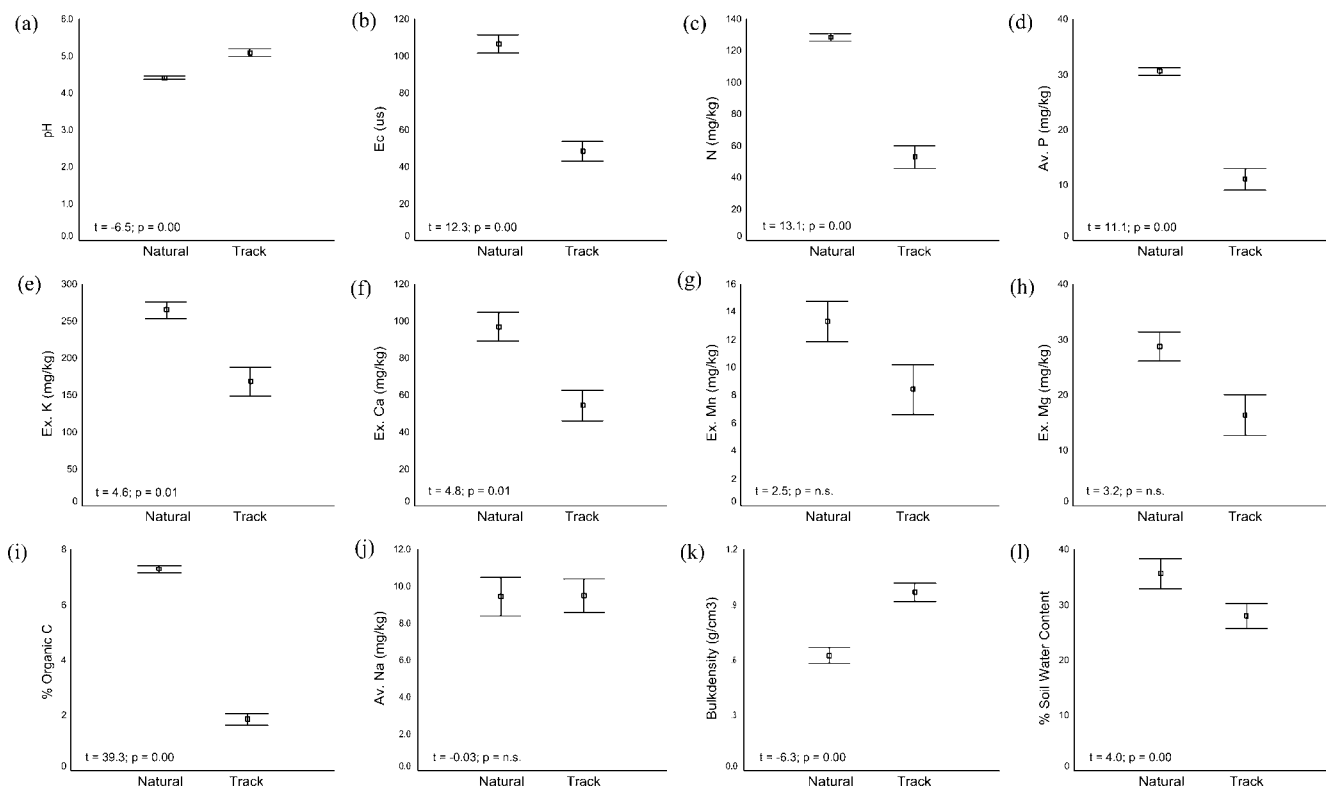 (a)
6.0
5.0
4.0
3.0
2.0
1.0
0.0
pH
t = -6.5; p = 0.00
Natural Track
(b)
120
100
80
60
40
20
0
Ec (us)
t = 12.3; p = 0.00
Natural Track
(c)
140
120
100
80
60
40
20
0
N (mg/kg)
t = 13.1; p = 0.00
Natural Track
(d)
40
30
20
10
0
Av. P (mg/kg)
t = 11.1; p = 0.00
Natural Track
(e)
300
250
200
150
100
50
0
Ex. K (mg/kg)
t = 4.6; p = 0.01
Natural Track
(f)
120
100
80
60
40
20
0
Ex. Ca (mg/kg)
t = 4.8; p = 0.01
Natural Track
(g)
16
14
12
10
8
6
4
2
0
Ex. Mn (mg/kg)
t = 2.5; p = n.s.
Natural Track
(h)
40
30
20
10
0
Ex. Mg (mg/kg)
t = 3.2; p = n.s.
Natural Track
(i)
8
6
4
2
0
% Organic C
t = 39.3; p = 0.00
Natural Track
(j)
12.0
10.0
8.0
6.0
4.0
2.0
0.0
Av. Na (mg/kg)
t = -0.03; p = n.s.
Natural Track
(k)
1.2
.9
.6
.3
0.0
Bulkdensity (g/cm3)
t = -6.3; p = 0.00
Natural Track
(l)
40
30
20
10
0
% Soil Water Content
t = 4.0; p = 0.00
Natural Track